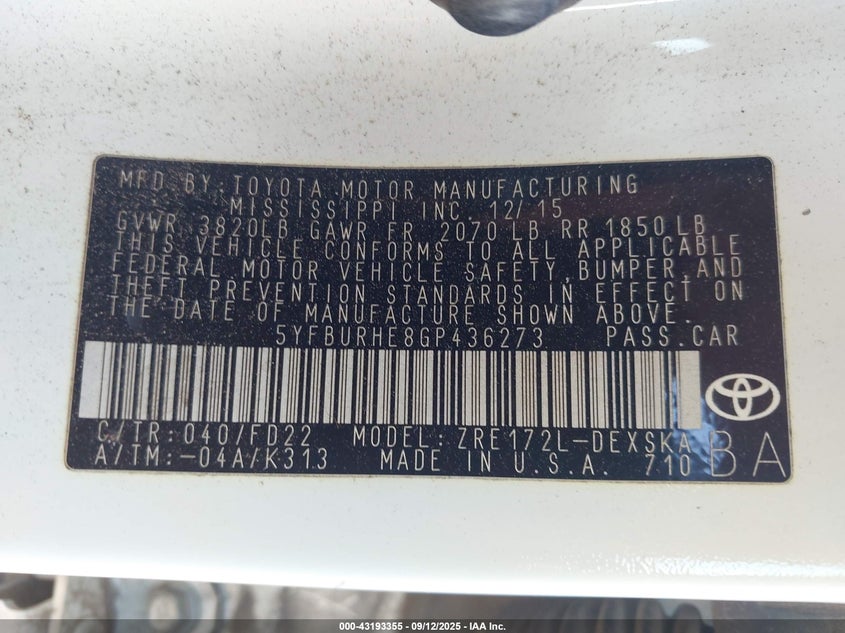 MFD BY:TOYOTA MOTOR MANUFACTURING
MISSISSIPPI INC. 12/15
GVWR 3820LB GAWR FR 2070 LB RR 1850 LB
THIS VEHICLE CONFORMS TO ALL APPLICABLE
FEDERAL MOTOR VEHICLE SAFETY,BUMPER,AND
THEFT PREVENTION STANDARDS IN EFFECT ON
THE DATE OF MANUFACTURE SHOWN ABOVE.
5YFBURHE8GP436273 PASS.CAR
C/TR:040/FD22 MODEL:ZRE172L-DEXSKA
A/TM:-04A/K313 MADE IN U.S.A. 710 BA
000-43193355 - 09/12/2025 - IAA Inc.